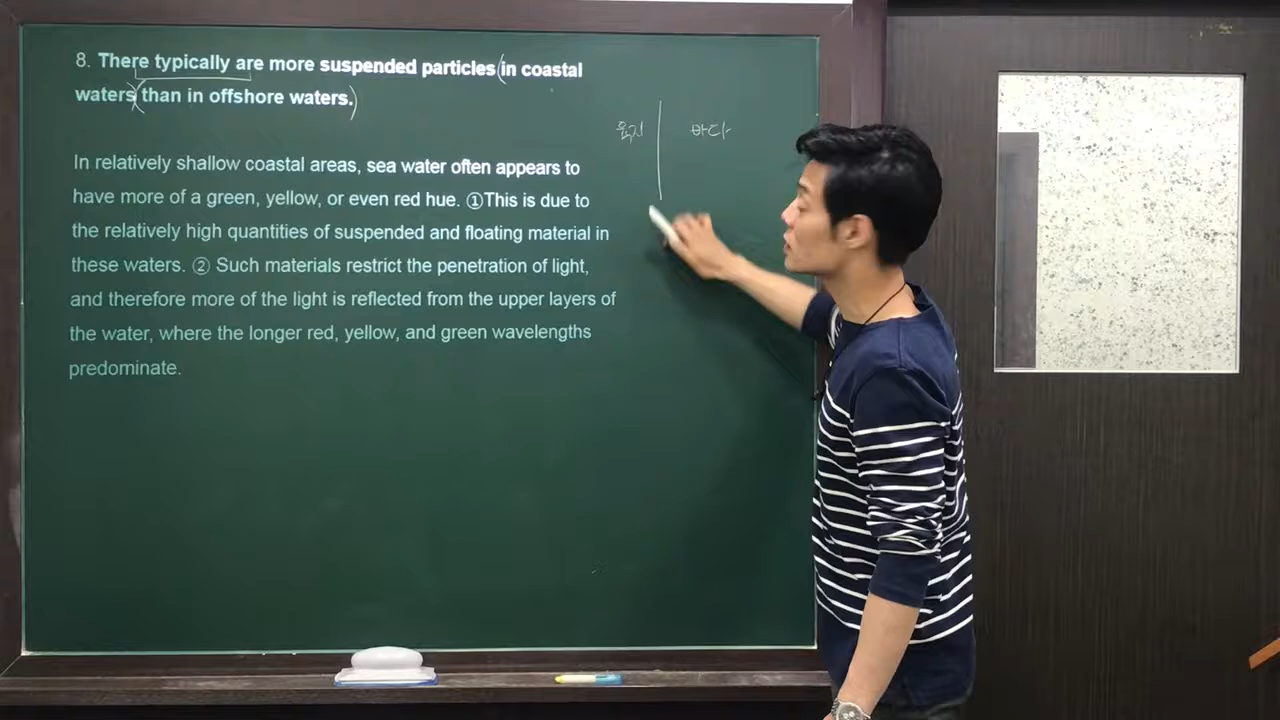 8. There typically are more suspended particles in coastal
waters than in offshore waters.
육지 바다
In relatively shallow coastal areas, sea water often appears to
have more of a green, yellow, or even red hue. ①This is due to
the relatively high quantities of suspended and floating material in
these waters. ② Such materials restrict the penetration of light,
and therefore more of the light is reflected from the upper layers of
the water, where the longer red, yellow, and green wavelengths
predominate.